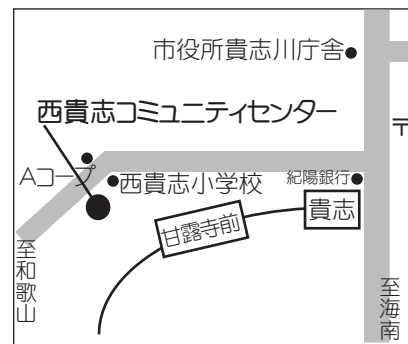 市役所貴志川庁舎
西貴志コミュニティセンター
〒
Aコープ
西貴志小学校
紀陽銀行
貴志
甘露寺前
至和歌山
至海南